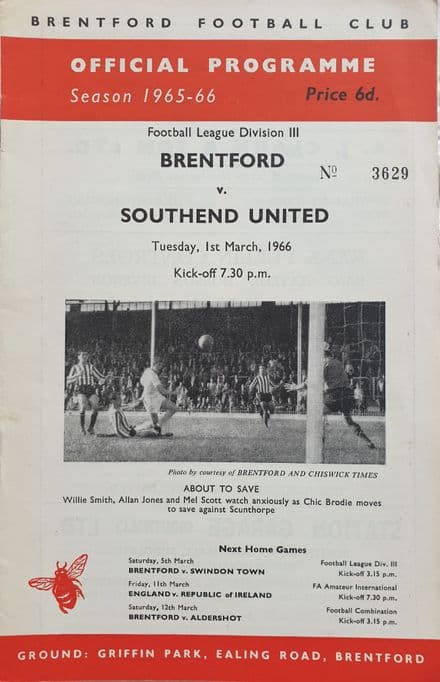 BRENTFORD FOOTBALL CLUB
OFFICIAL PROGRAMME
Season 1965-66 Price 6d.
Football League Division III
BRENTFORD
Nº 3629
v.
SOUTHEND UNITED
Tuesday, 1st March, 1966
Kick-off 7.30 p.m.
Photo by courtesy of BRENTFORD AND CHISWICK TIMES
ABOUT TO SAVE
Willie Smith, Allan Jones and Mel Scott watch anxiously as Chic Brodie moves
to save against Scunthorpe
Next Home Games
Saturday, 5th March Football League Div. III
BRENTFORD v. SWINDON TOWN Kick-off 3.15 p.m.
Friday, 11th March FA Amateur International
ENGLAND v. REPUBLIC OF IRELAND Kick-off 7.30 p.m.
Saturday, 12th March Football Combination
BRENTFORD v. ALDERSHOT Kick-off 3.15 p.m.
GROUND: GRIFFIN PARK, EALING ROAD, BRENTFORD